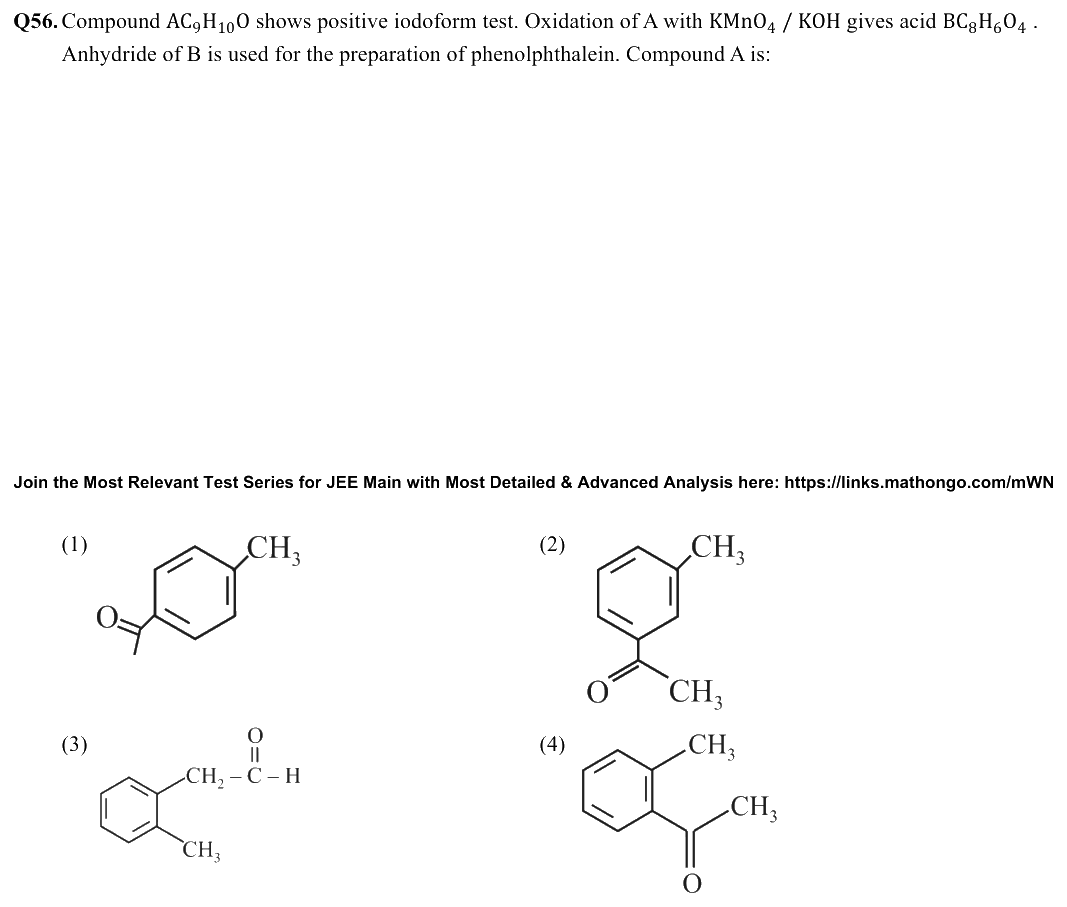 Q56. Compound AC₉H₁₀O shows positive iodoform test. Oxidation of A with KMnO₄ / KOH gives acid BC₈H₆O₄ .
Anhydride of B is used for the preparation of phenolphthalein. Compound A is:
Join the Most Relevant Test Series for JEE Main with Most Detailed & Advanced Analysis here: https://links.mathongo.com/mWN
(1)
CH₃
O
(2)
CH₃
O
CH₃
(3)
O
CH₂ – C – H
CH₃
(4)
CH₃
CH₃
O